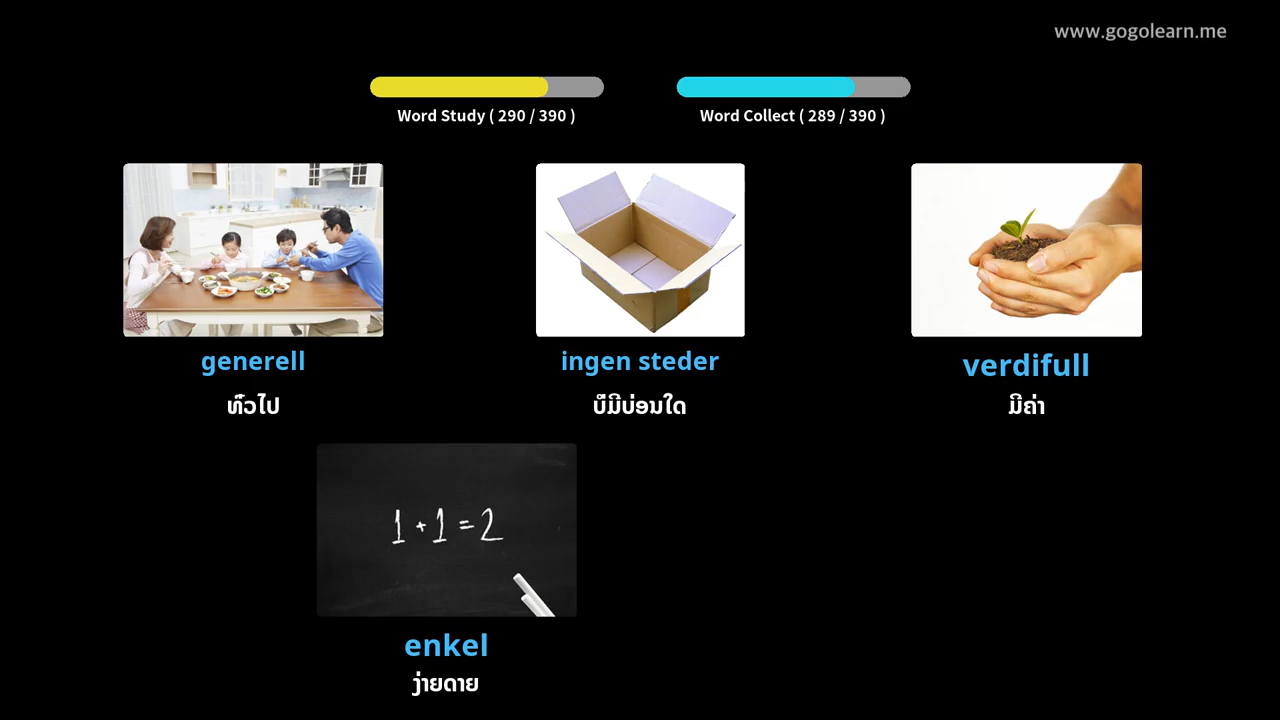 www.gogolearn.me
Word Study ( 290 / 390 )
Word Collect ( 289 / 390 )
generell
ທົ່ວໄປ
ingen steder
ບໍ່ມີບ່ອນໃດ
verdifull
ມີຄ່າ
1 + 1 = 2
enkel
ງ່າຍດາຍ